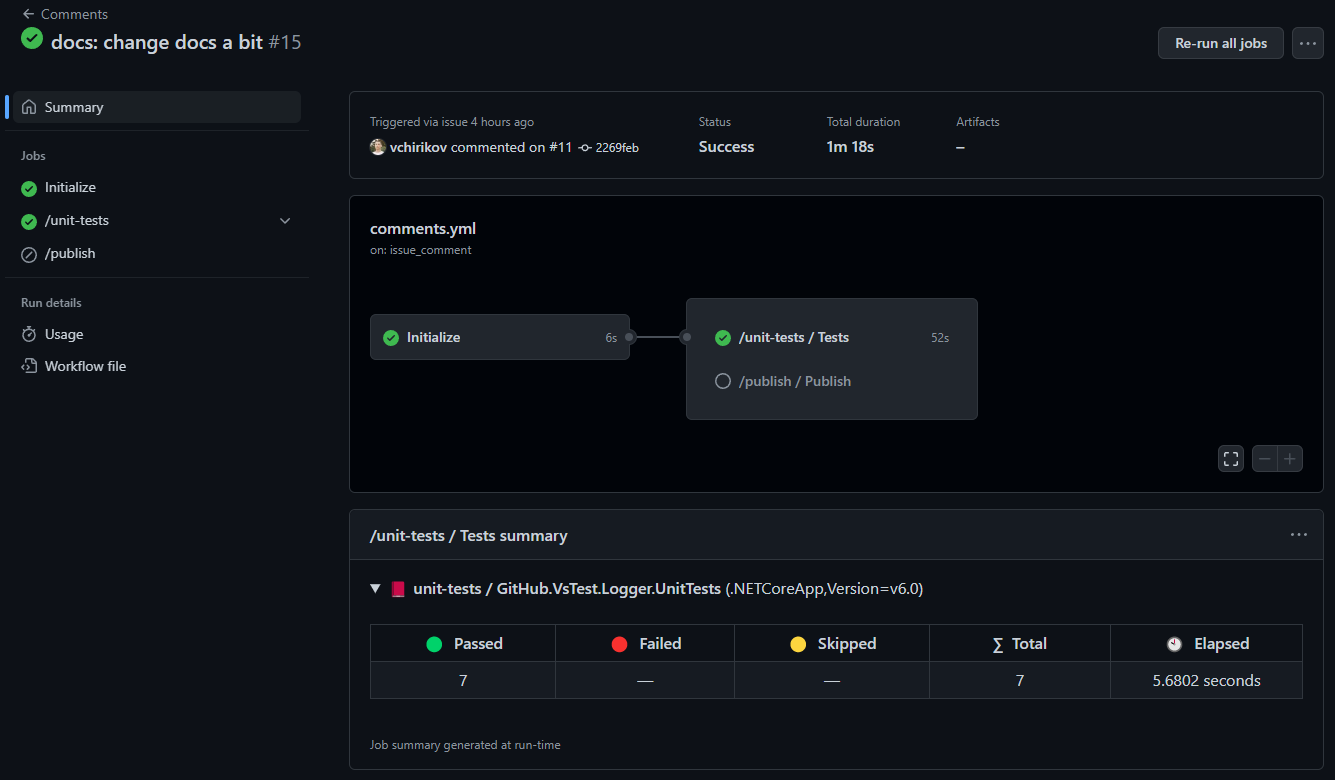 ← Comments
docs: change docs a bit #15
Re-run all jobs
Summary
Jobs
Initialize
/unit-tests
/publish
Run details
Usage
Workflow file
Triggered via issue 4 hours ago
vchirikov commented on #11 2269feb
Status
Success
Total duration
1m 18s
Artifacts
–
comments.yml
on: issue_comment
Initialize 6s
/unit-tests / Tests 52s
/publish / Publish
/unit-tests / Tests summary
unit-tests / GitHub.VsTest.Logger.UnitTests (.NETCoreApp,Version=v6.0)
Passed Failed Skipped ∑ Total Elapsed
7 — — 7 5.6802 seconds
Job summary generated at run-time